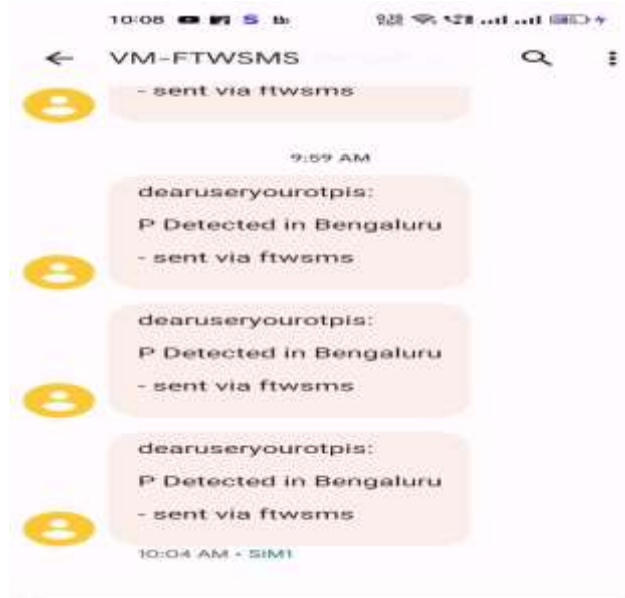 10:08
VM-FTWSMS
- sent via ftwsms
9:59 AM
dearuseryourotpis:
P Detected in Bengaluru
- sent via ftwsms
dearuseryourotpis:
P Detected in Bengaluru
- sent via ftwsms
dearuseryourotpis:
P Detected in Bengaluru
- sent via ftwsms
10:04 AM • SIM1